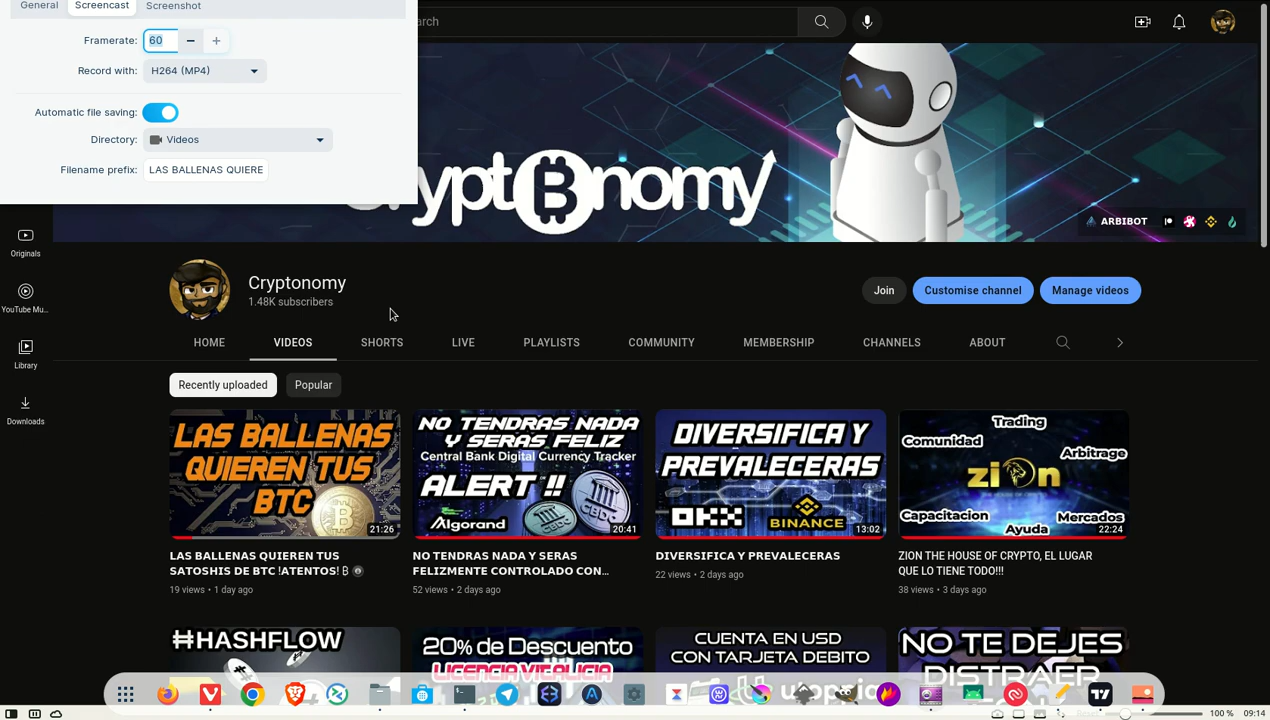 General Screencast Screenshot
Framerate: 60 − +
Record with: H264 (MP4)
Automatic file saving:
Directory: Videos
Filename prefix: LAS BALLENAS QUIERE
arch
ryptonomy
ARBIBOT
Originals
YouTube Mu...
Library
Downloads
Cryptonomy
1.48K subscribers
Join Customise channel Manage videos
HOME VIDEOS SHORTS LIVE PLAYLISTS COMMUNITY MEMBERSHIP CHANNELS ABOUT
Recently uploaded Popular
LAS BALLENAS
QUIEREN TUS
BTC
21:26
LAS BALLENAS QUIEREN TUS
SATOSHIS DE BTC !ATENTOS! ₿
19 views • 1 day ago
NO TENDRAS NADA
Y SERAS FELIZ
Central Bank Digital Currency Tracker
ALERT !!
Algorand
CBDC
CBDC
20:41
NO TENDRAS NADA Y SERAS
FELIZMENTE CONTROLADO CON...
52 views • 2 days ago
DIVERSIFICA Y
PREVALECERAS
OKX
BINANCE
13:02
DIVERSIFICA Y PREVALECERAS
22 views • 2 days ago
Trading
Comunidad
Arbitrage
zion
Capacitacion
Mercados
Ayuda
22:24
ZION THE HOUSE OF CRYPTO, EL LUGAR
QUE LO TIENE TODO!!!
38 views • 3 days ago
#HASHFLOW
20% de Descuento
LICENCIA VITALICIA
CUENTA EN USD
CON TARJETA DEBITO
utoppia
NO TE DEJES
DISTRAER
100 % 09:14